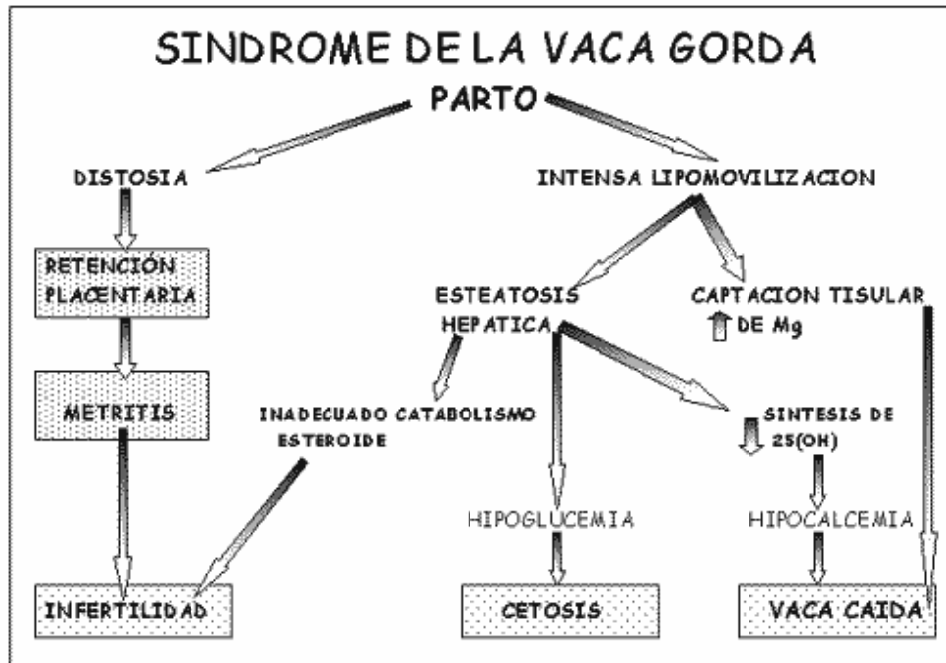 SINDROME DE LA VACA GORDA
PARTO
DISTOSIA
INTENSA LIPOMOVILIZACION
RETENCIÓN
PLACENTARIA
ESTEATOSIS
HEPATICA
CAPTACION TISULAR
DE Mg
METRITIS
INADECUADO CATABOLISMO
ESTEROIDE
SINTESIS DE
25(OH)
HIPOGLUCEMIA
HIPOCALCEMIA
INFERTILIDAD
CETOSIS
VACA CAIDA